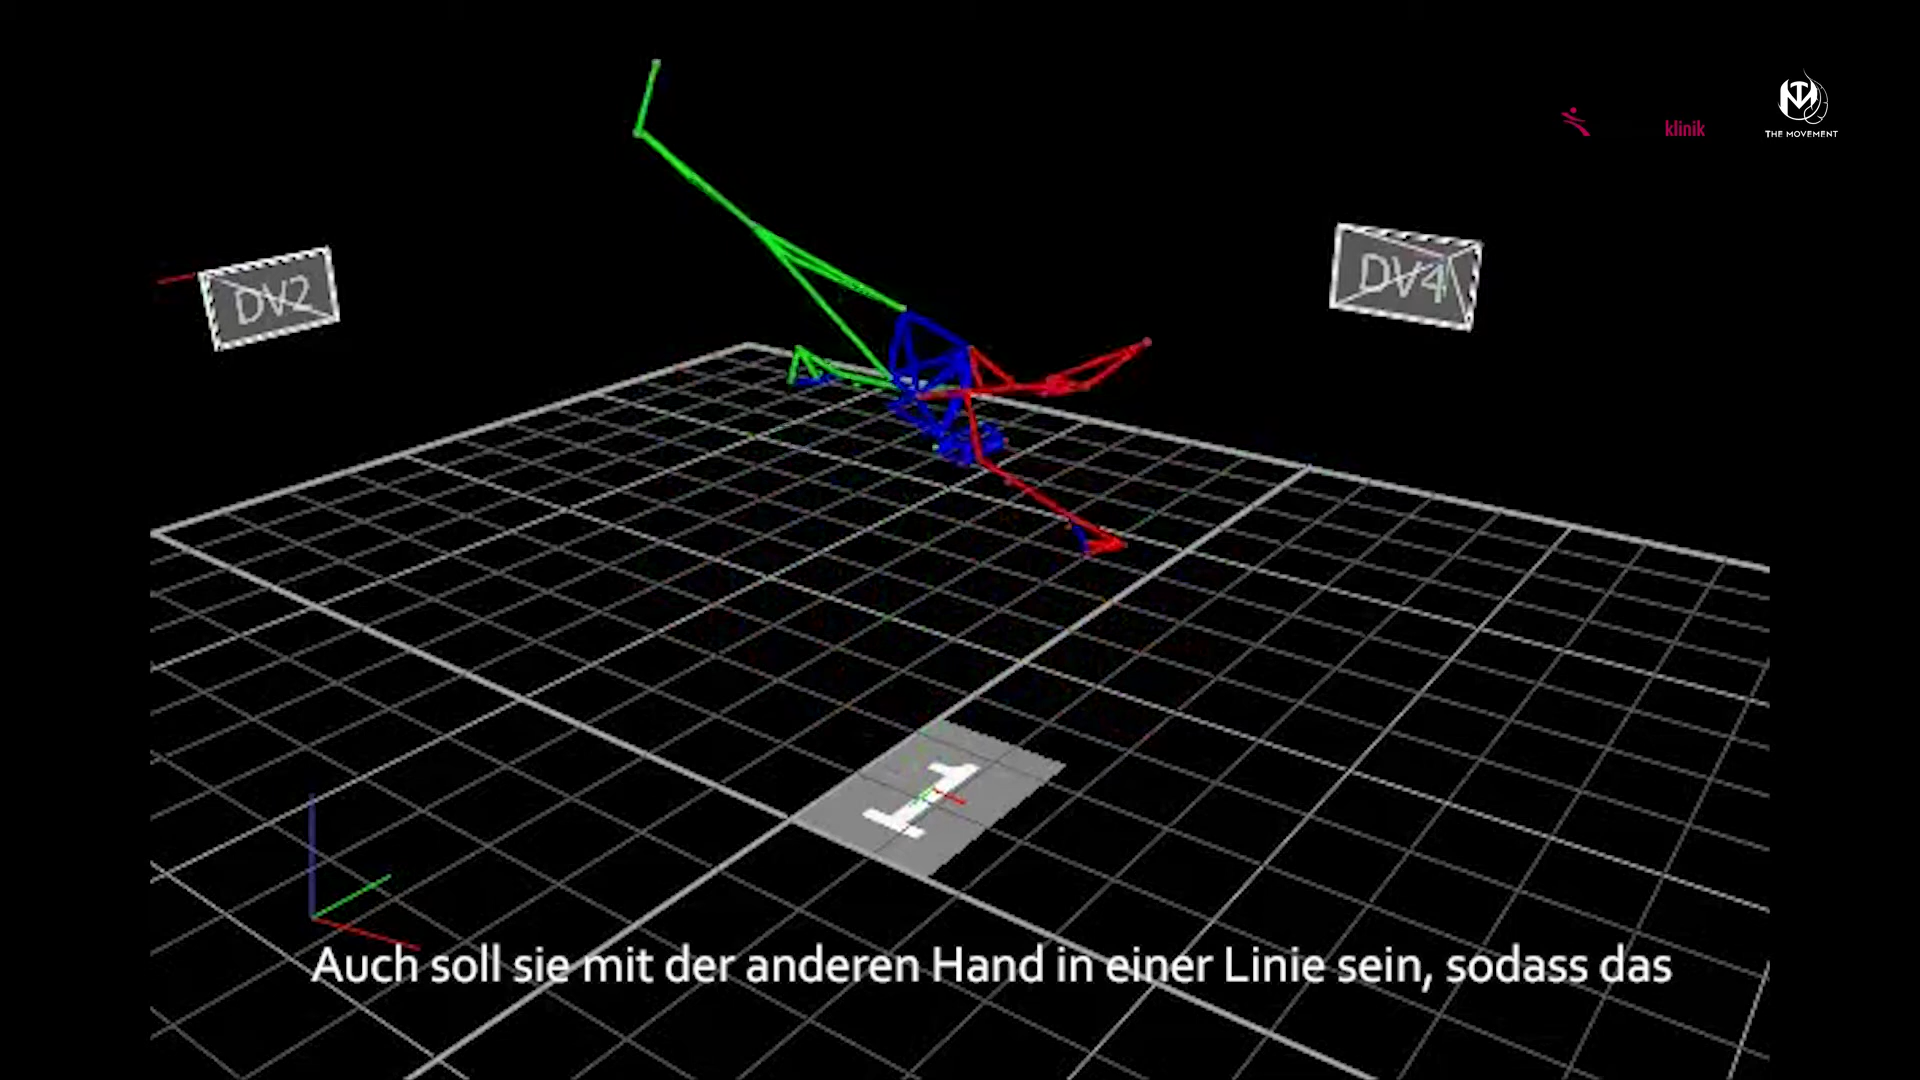 klinik
THE MOVEMENT
DV2
DV4
1
Auch soll sie mit der anderen Hand in einer Linie sein, sodass das